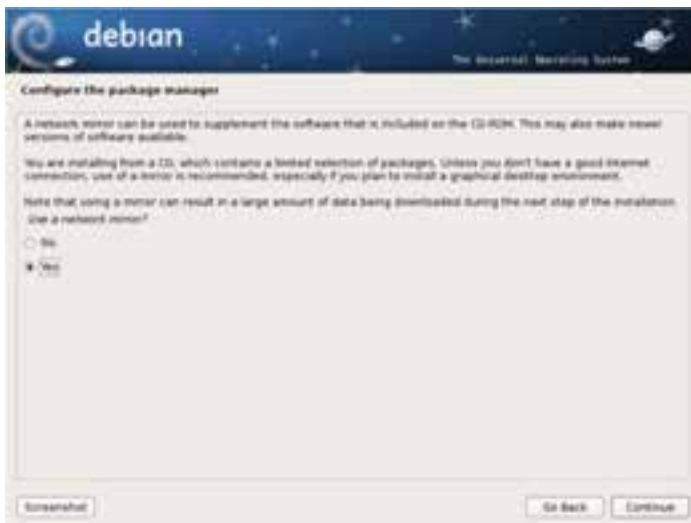 debian
The Universal Operating System
Configure the package manager
A network mirror can be used to supplement the software that is included on the CD-ROM. This may also make newer
versions of software available.
You are installing from a CD, which contains a limited selection of packages. Unless you don't have a good Internet
connection, use of a mirror is recommended, especially if you plan to install a graphical desktop environment.
Note that using a mirror can result in a large amount of data being downloaded during the next step of the installation.
Use a network mirror?
No
Yes
Screenshot
Go Back
Continue